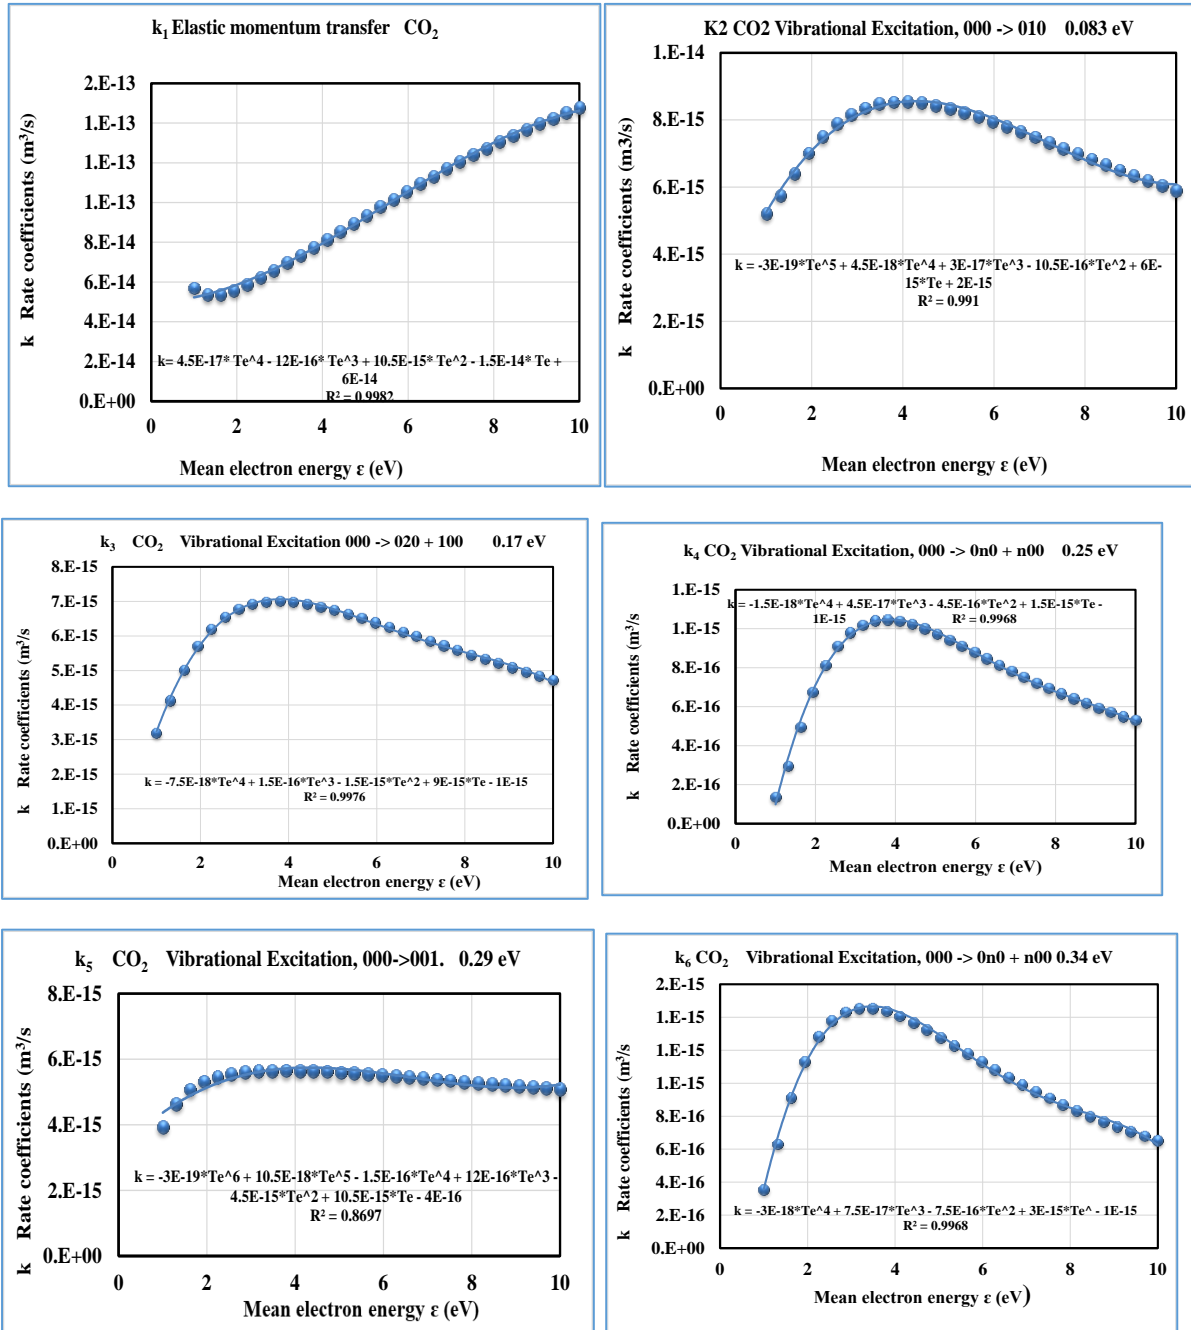 k₁ Elastic momentum transfer CO₂
2.E-13
1.E-13
1.E-13
1.E-13
8.E-14
6.E-14
4.E-14
2.E-14
0.E+00
k Rate coefficients (m³/s)
k= 4.5E-17* Te^4 - 12E-16* Te^3 + 10.5E-15* Te^2 - 1.5E-14* Te +
6E-14
R² = 0.9982
0 2 4 6 8 10
Mean electron energy ε (eV)
K2 CO2 Vibrational Excitation, 000 -> 010 0.083 eV
1.E-14
8.E-15
6.E-15
4.E-15
2.E-15
0.E+00
k Rate coefficients (m3/s)
k = -3E-19*Te^5 + 4.5E-18*Te^4 + 3E-17*Te^3 - 10.5E-16*Te^2 + 6E-
15*Te + 2E-15
R² = 0.991
0 2 4 6 8 10
Mean electron energy ε (eV)
k₃ CO₂ Vibrational Excitation 000 -> 020 + 100 0.17 eV
8.E-15
7.E-15
6.E-15
5.E-15
4.E-15
3.E-15
2.E-15
1.E-15
0.E+00
k Rate coefficients (m³/s
k = -7.5E-18*Te^4 + 1.5E-16*Te^3 - 1.5E-15*Te^2 + 9E-15*Te - 1E-15
R² = 0.9976
0 2 4 6 8 10
Mean electron energy ε (eV)
k₄ CO₂ Vibrational Excitation, 000 -> 0n0 + n00 0.25 eV
1.E-15
1.E-15
8.E-16
6.E-16
4.E-16
2.E-16
0.E+00
k Rate coefficients (m³/s
k = -1.5E-18*Te^4 + 4.5E-17*Te^3 - 4.5E-16*Te^2 + 1.5E-15*Te -
1E-15
R² = 0.9968
0 2 4 6 8 10
Mean electron energy ε (eV)
k₅ CO₂ Vibrational Excitation, 000->001. 0.29 eV
8.E-15
6.E-15
4.E-15
2.E-15
0.E+00
k Rate coefficients (m³/s
k = -3E-19*Te^6 + 10.5E-18*Te^5 - 1.5E-16*Te^4 + 12E-16*Te^3 -
4.5E-15*Te^2 + 10.5E-15*Te - 4E-16
R² = 0.8697
0 2 4 6 8 10
Mean electron energy ε (eV)
k₆ CO₂ Vibrational Excitation, 000 -> 0n0 + n00 0.34 eV
2.E-15
1.E-15
1.E-15
1.E-15
8.E-16
6.E-16
4.E-16
2.E-16
0.E+00
k Rate coefficients (m³/s
k = -3E-18*Te^4 + 7.5E-17*Te^3 - 7.5E-16*Te^2 + 3E-15*Te^ - 1E-15
R² = 0.9968
0 2 4 6 8 10
Mean electron energy ε (eV)